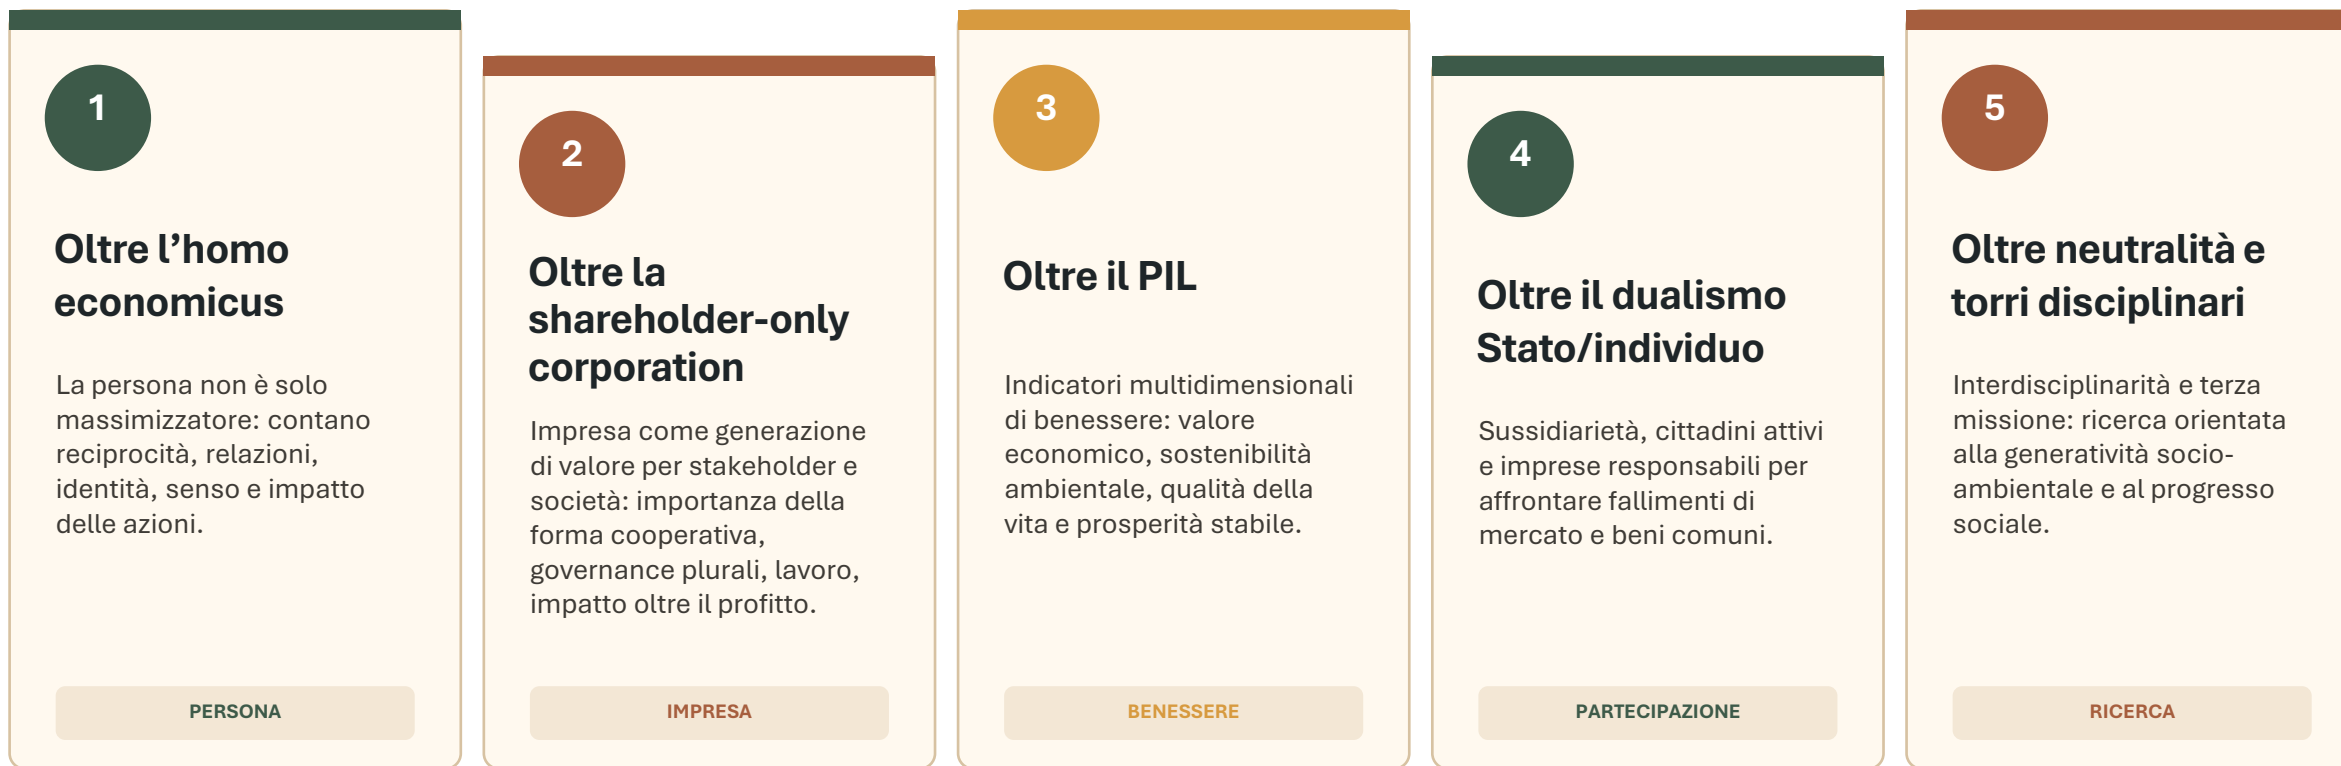 1
Oltre l’homo
economicus
La persona non è solo
massimizzatore: contano
reciprocità, relazioni,
identità, senso e impatto
delle azioni.
PERSONA
2
Oltre la
shareholder-only
corporation
Impresa come generazione
di valore per stakeholder e
società: importanza della
forma cooperativa,
governance plurali, lavoro,
impatto oltre il profitto.
IMPRESA
3
Oltre il PIL
Indicatori multidimensionali
di benessere: valore
economico, sostenibilità
ambientale, qualità della
vita e prosperità stabile.
BENESSERE
4
Oltre il dualismo
Stato/individuo
Sussidiarietà, cittadini attivi
e imprese responsabili per
affrontare fallimenti di
mercato e beni comuni.
PARTECIPAZIONE
5
Oltre neutralità e
torri disciplinari
Interdisciplinarità e terza
missione: ricerca orientata
alla generatività socio-
ambientale e al progresso
sociale.
RICERCA